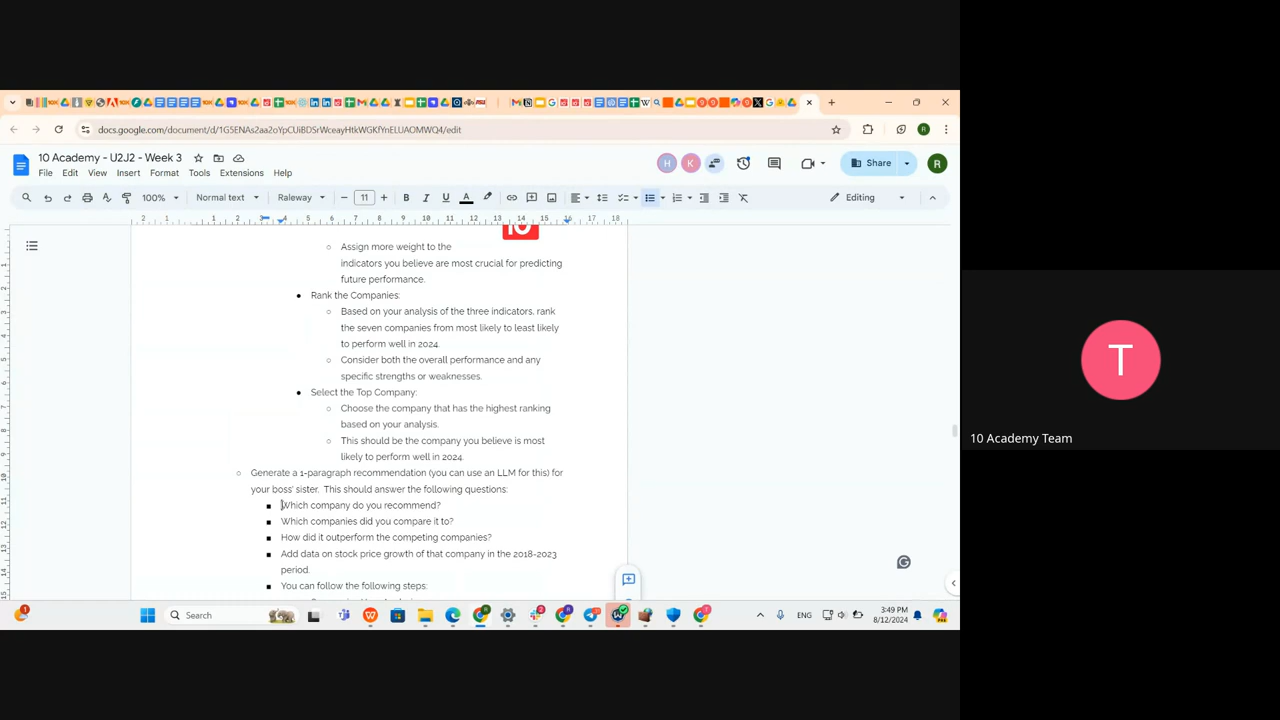 docs.google.com/document/d/1G5ENAs2aa2oYpCUiBDSrWceayHtkWGKfYnELUAOMWQ4/edit
10 Academy - U2J2 - Week 3
File Edit View Insert Format Tools Extensions Help
Share
R
100% Normal text Raleway 11 Editing
10
Assign more weight to the
indicators you believe are most crucial for predicting
future performance.
Rank the Companies:
Based on your analysis of the three indicators, rank
the seven companies from most likely to least likely
to perform well in 2024.
Consider both the overall performance and any
specific strengths or weaknesses.
Select the Top Company:
Choose the company that has the highest ranking
based on your analysis.
This should be the company you believe is most
likely to perform well in 2024.
Generate a 1-paragraph recommendation (you can use an LLM for this) for
your boss' sister. This should answer the following questions:
Which company do you recommend?
Which companies did you compare it to?
How did it outperform the competing companies?
Add data on stock price growth of that company in the 2018-2023
period.
You can follow the following steps:
Search
ENG
3:49 PM
8/12/2024
T
10 Academy Team